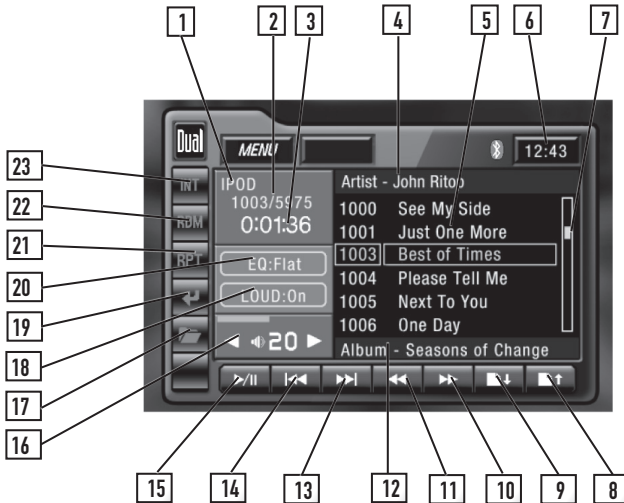 1 2 3 4 5 6 7
Dual MENU 12:43
23 INT IPOD Artist - John Ritop
1003/5975 1000 See My Side
22 RDM 0:01:36 1001 Just One More
21 RPT 1003 Best of Times
20 EQ:Flat 1004 Please Tell Me
19 LOUD:On 1005 Next To You
18 1006 One Day
17 20 Album - Seasons of Change
16
15 14 13 12 11 10 9 8